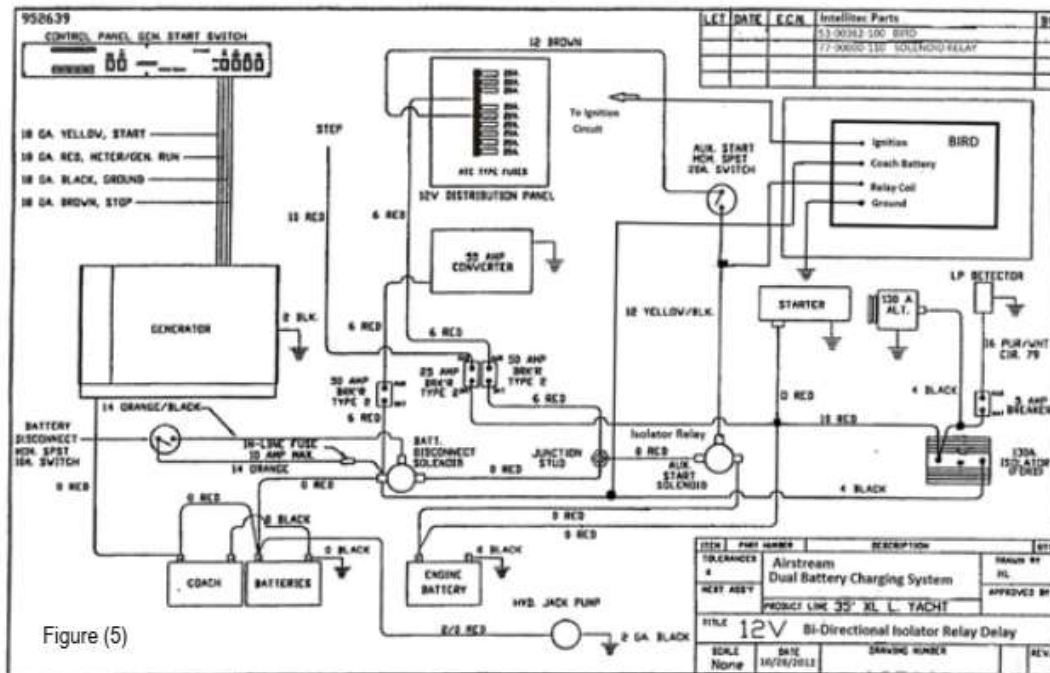 952639
CONTROL PANEL GEN. START SWITCH
LET DATE E.C.N. Intellitec Parts
53-00362-100 BIRD
77-90000-110 SOLENOID RELAY
12 BROWN
To Ignition
Circuit
BIRD
Ignition
Coach Battery
Relay Coil
Ground
18 GA. YELLOW, START
18 GA. RED, METER/GEN. RUN
18 GA. BLACK, GROUND
18 GA. BROWN, STOP
STEP
ATC TYPE FUSES
12V DISTRIBUTION PANEL
AUX. START
MOM. SPST
20A. SWITCH
10 RED
6 RED
55 AMP
CONVERTER
LP DETECTOR
GENERATOR
2 BLK.
STARTER
130 A
ALT.
12 YELLOW/BLK.
6 RED
6 RED
16 PUR/WHT
CIR. 79
50 AMP
BRK'R
TYPE 2
25 AMP
BRK'R
TYPE 2
50 AMP
BRK'R
TYPE 2
0 RED
4 BLACK
5 AMP
BREAKER
14 ORANGE/BLACK
6 RED
6 RED
10 RED
BATTERY
DISCONNECT
MOM. SPST
10A. SWITCH
IN-LINE FUSE
10 AMP MAX.
14 ORANGE
BATT.
DISCONNECT
SOLENOID
JUNCTION
STUD
Isolator Relay
0 RED
AUX.
START
SOLENOID
130A
ISOLATOR
(FORD)
0 RED
0 RED
0 RED
4 BLACK
0 RED
0 RED
0 RED
0 BLACK
0 BLACK
COACH
BATTERIES
ENGINE
BATTERY
HYD. JACK PUMP
2/0 RED
2 GA. BLACK
Figure (5)
ITEM PART NUMBER DESCRIPTION
TOLERANCES
Airstream
Dual Battery Charging System
DRAWN BY
HL
NEXT ASS'Y
APPROVED BY
PRODUCT LINE 35' XL L. YACHT
TITLE 12V Bi-Directional Isolator Relay Delay
SCALE
None
DATE
10/28/2012
DRAWING NUMBER
REV.